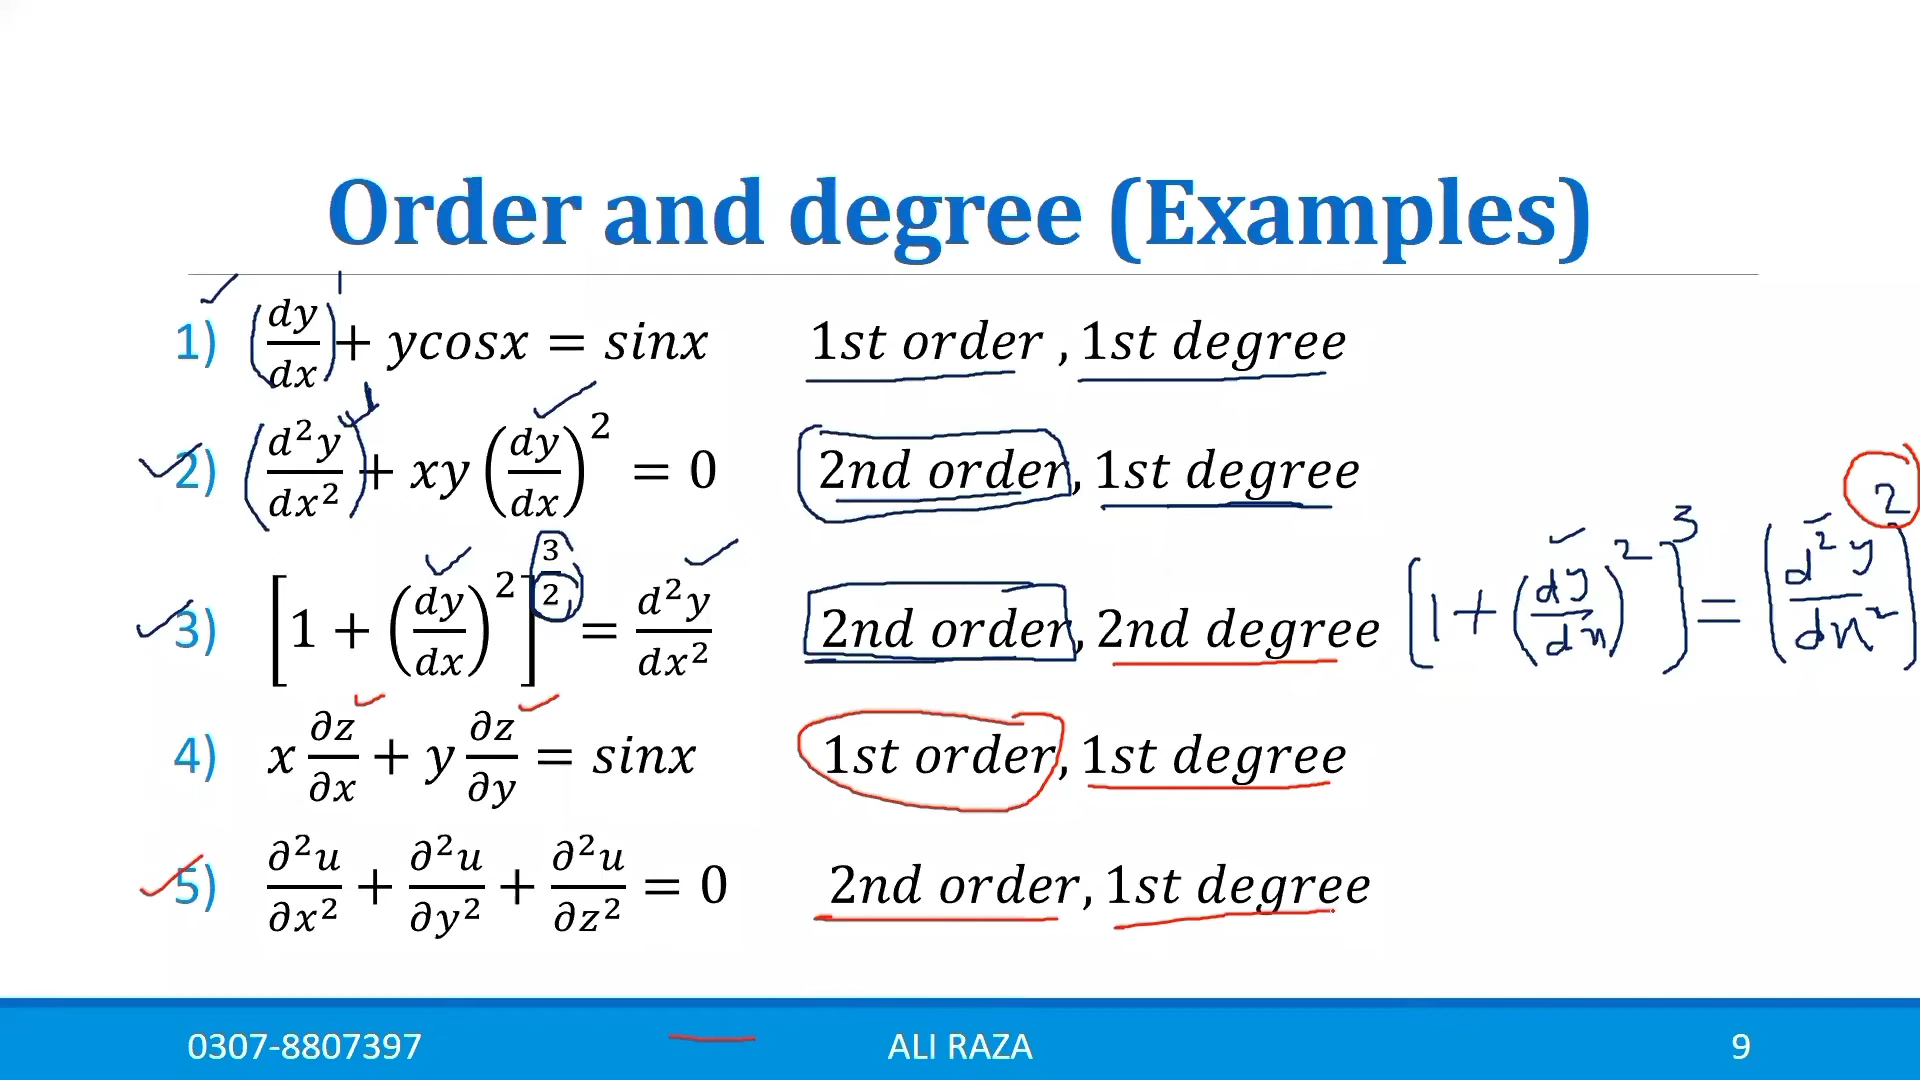 Order and degree (Examples)
1) (dy/dx)¹ + ycosx = sinx 1st order , 1st degree
2) (d²y/dx²)¹ + xy(dy/dx)² = 0 2nd order, 1st degree
3) [1 + (dy/dx)²]^(3/2) = d²y/dx² 2nd order, 2nd degree [1 + (dy/dx)²]³ = (d²y/dx²)²
4) x ∂z/∂x + y ∂z/∂y = sinx 1st order, 1st degree
5) ∂²u/∂x² + ∂²u/∂y² + ∂²u/∂z² = 0 2nd order, 1st degree
0307-8807397 ALI RAZA 9